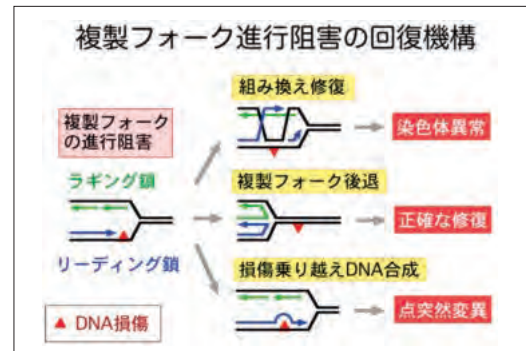 複製フォーク進行阻害の回復機構
複製フォーク
の進行阻害
ラギング鎖
リーディング鎖
▲ DNA損傷
組み換え修復
染色体異常
複製フォーク後退
正確な修復
損傷乗り越えDNA合成
点突然変異